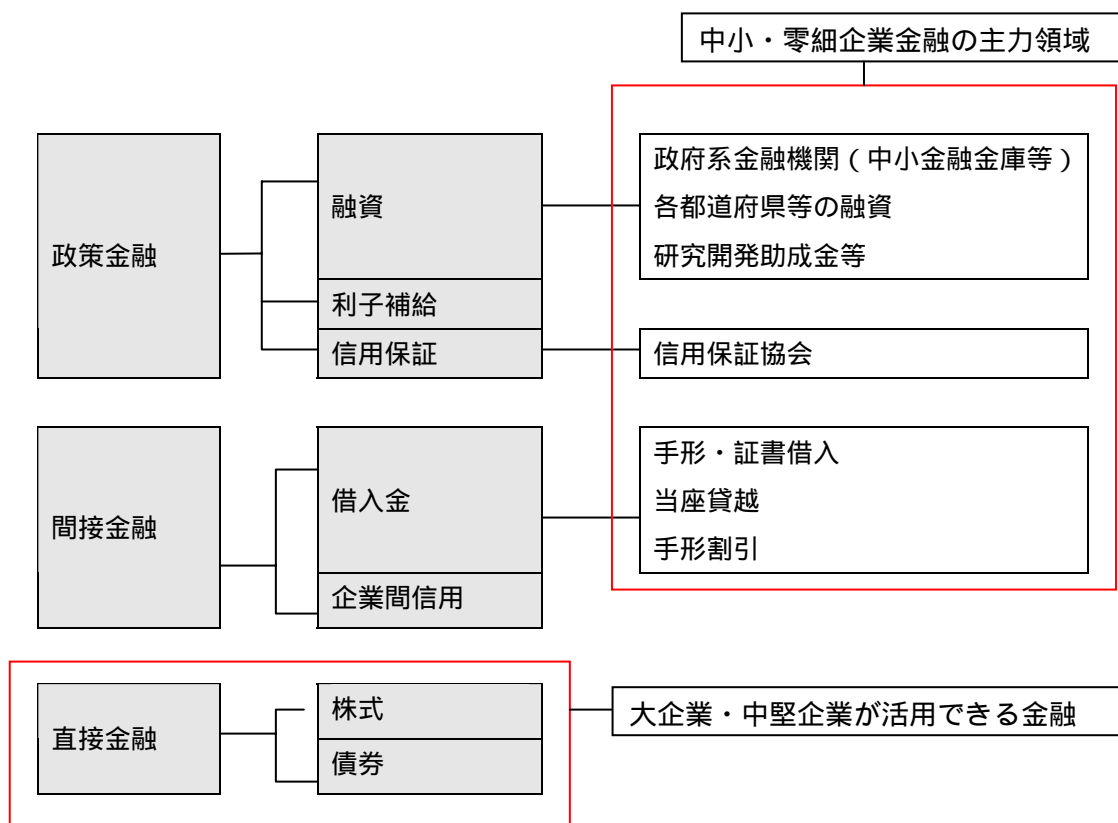 中小・零細企業金融の主力領域
政策金融
融資
政府系金融機関（中小金融金庫等）
各都道府県等の融資
研究開発助成金等
利子補給
信用保証
信用保証協会
間接金融
借入金
手形・証書借入
当座貸越
手形割引
企業間信用
直接金融
株式
債券
大企業・中堅企業が活用できる金融